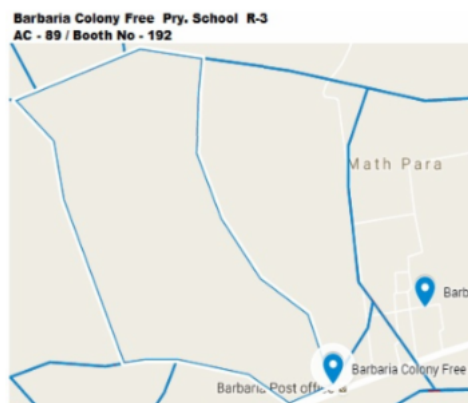 Barbaria Colony Free Pry. School R-3
AC - 89 / Booth No - 192
Math Para
Barb
Barbaria Colony Free
Barbaria Post office